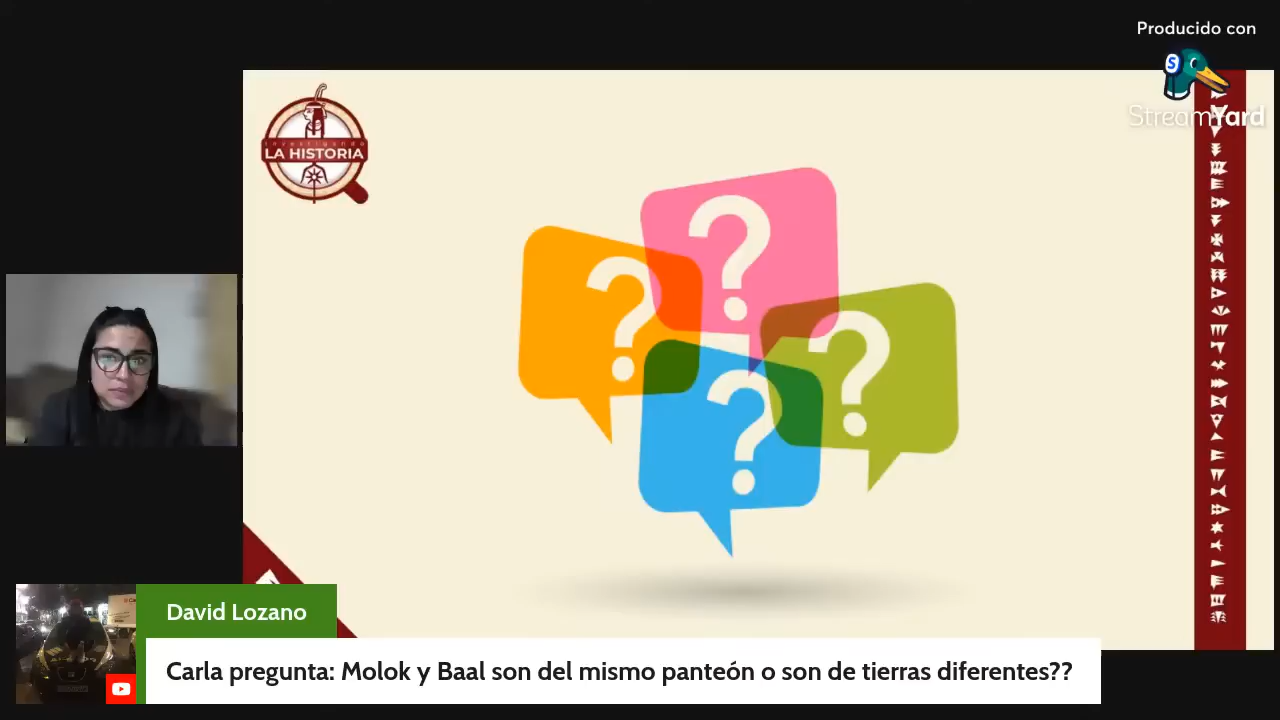 Producido con
StreamYard
Investigando
LA HISTORIA
?
?
?
?
David Lozano
Carla pregunta: Molok y Baal son del mismo panteón o son de tierras diferentes??